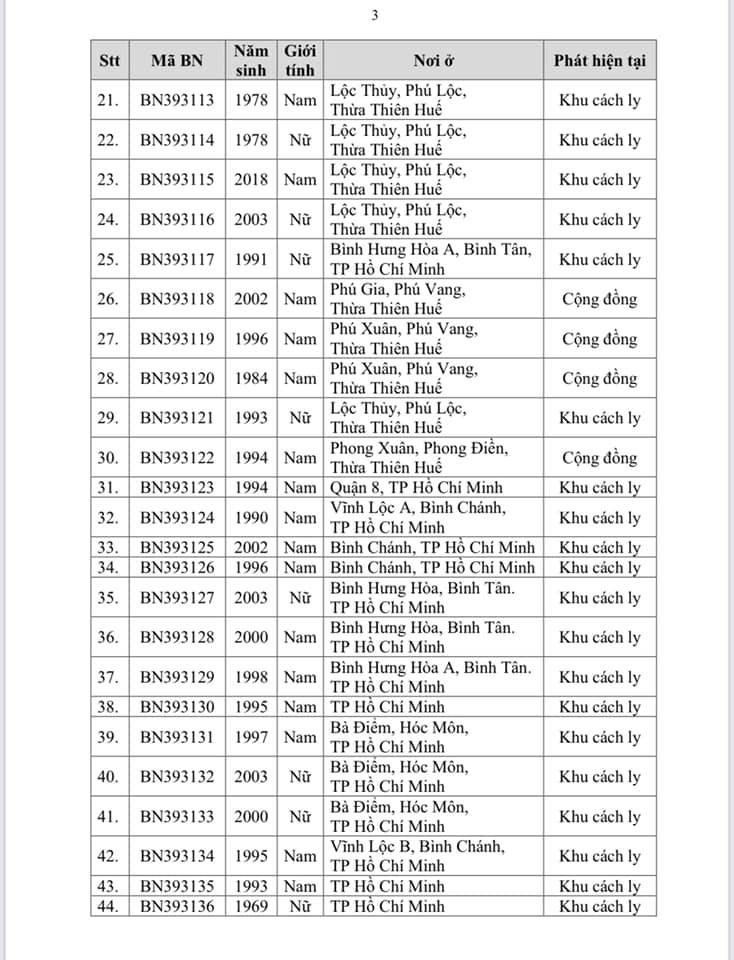 3
Stt Mã BN Năm sinh Giới tính Nơi ở Phát hiện tại
21. BN393113 1978 Nam Lộc Thủy, Phú Lộc,
Thừa Thiên Huế Khu cách ly
22. BN393114 1978 Nữ Lộc Thủy, Phú Lộc,
Thừa Thiên Huế Khu cách ly
23. BN393115 2018 Nam Lộc Thủy, Phú Lộc,
Thừa Thiên Huế Khu cách ly
24. BN393116 2003 Nữ Lộc Thủy, Phú Lộc,
Thừa Thiên Huế Khu cách ly
25. BN393117 1991 Nữ Bình Hưng Hòa A, Bình Tân,
TP Hồ Chí Minh Khu cách ly
26. BN393118 2002 Nam Phú Gia, Phú Vang,
Thừa Thiên Huế Cộng đồng
27. BN393119 1996 Nam Phú Xuân, Phú Vang,
Thừa Thiên Huế Cộng đồng
28. BN393120 1984 Nam Phú Xuân, Phú Vang,
Thừa Thiên Huế Cộng đồng
29. BN393121 1993 Nữ Lộc Thủy, Phú Lộc,
Thừa Thiên Huế Khu cách ly
30. BN393122 1994 Nam Phong Xuân, Phong Điền,
Thừa Thiên Huế Cộng đồng
31. BN393123 1994 Nam Quận 8, TP Hồ Chí Minh Khu cách ly
32. BN393124 1990 Nam Vĩnh Lộc A, Bình Chánh,
TP Hồ Chí Minh Khu cách ly
33. BN393125 2002 Nam Bình Chánh, TP Hồ Chí Minh Khu cách ly
34. BN393126 1996 Nam Bình Chánh, TP Hồ Chí Minh Khu cách ly
35. BN393127 2003 Nữ Bình Hưng Hòa, Bình Tân.
TP Hồ Chí Minh Khu cách ly
36. BN393128 2000 Nam Bình Hưng Hòa, Bình Tân.
TP Hồ Chí Minh Khu cách ly
37. BN393129 1998 Nam Bình Hưng Hòa A, Bình Tân.
TP Hồ Chí Minh Khu cách ly
38. BN393130 1995 Nam TP Hồ Chí Minh Khu cách ly
39. BN393131 1997 Nam Bà Điểm, Hóc Môn,
TP Hồ Chí Minh Khu cách ly
40. BN393132 2003 Nữ Bà Điểm, Hóc Môn,
TP Hồ Chí Minh Khu cách ly
41. BN393133 2000 Nữ Bà Điểm, Hóc Môn,
TP Hồ Chí Minh Khu cách ly
42. BN393134 1995 Nam Vĩnh Lộc B, Bình Chánh,
TP Hồ Chí Minh Khu cách ly
43. BN393135 1993 Nam TP Hồ Chí Minh Khu cách ly
44. BN393136 1969 Nữ TP Hồ Chí Minh Khu cách ly